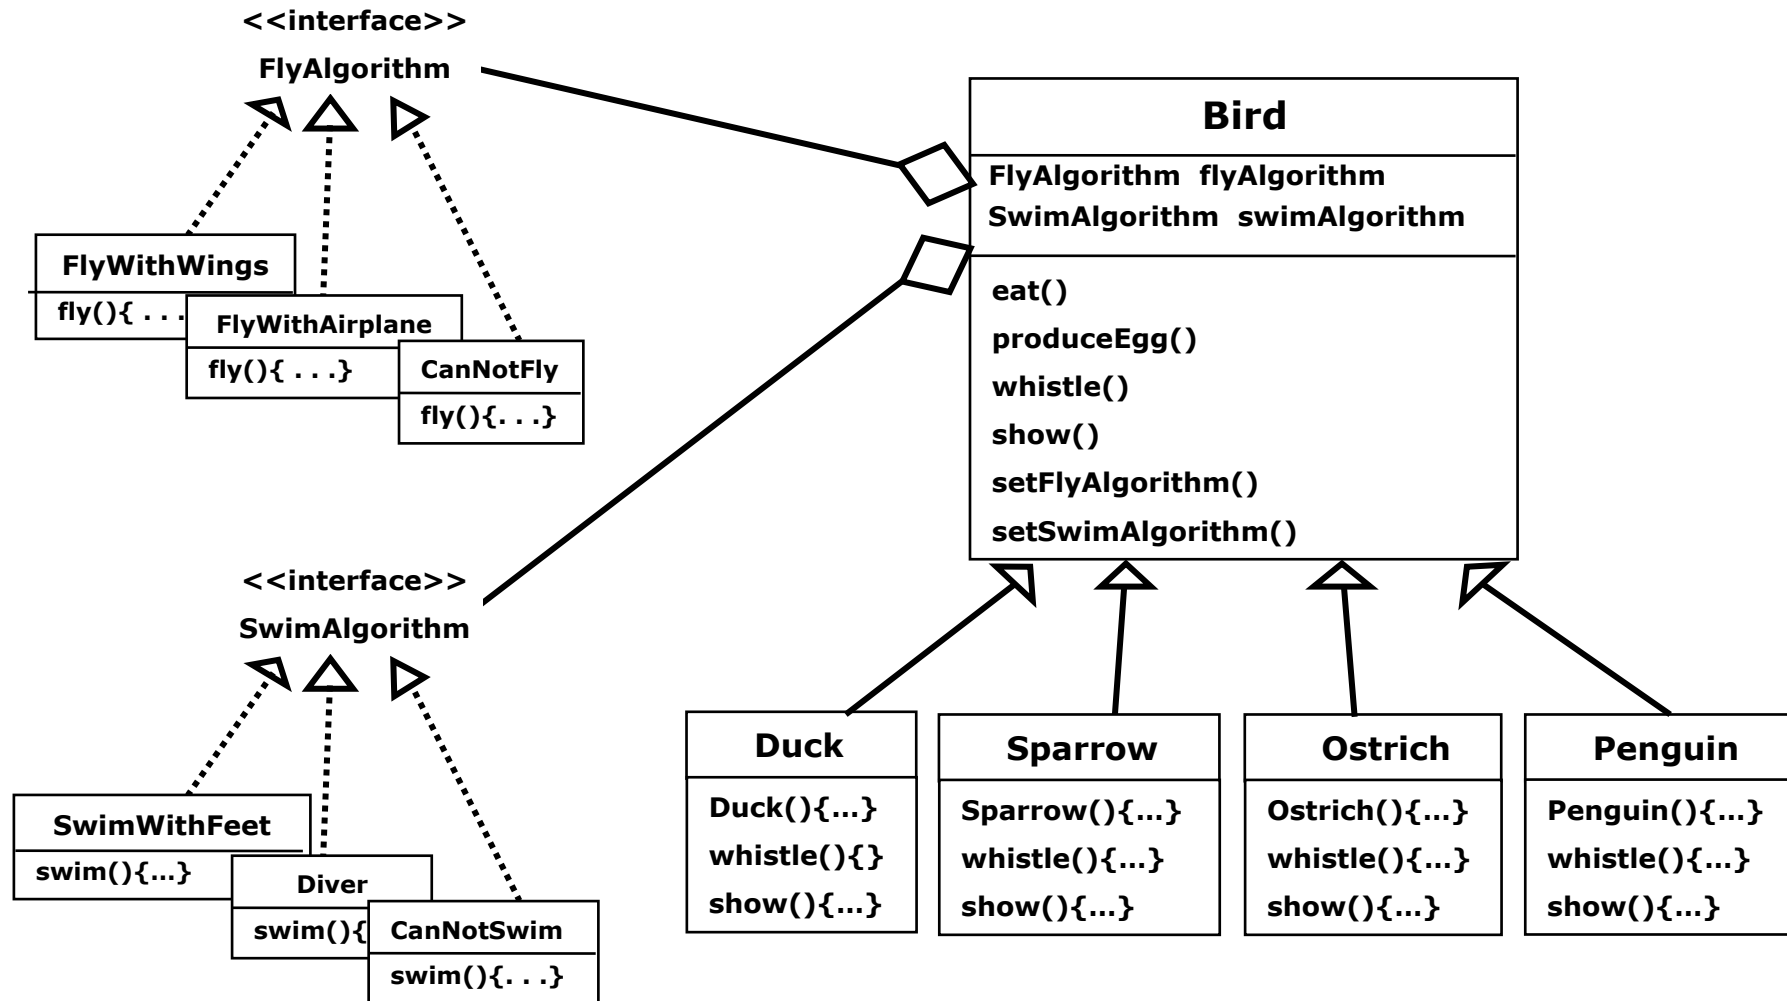 <<interface>>
FlyAlgorithm
FlyWithWings
fly(){ . . .
FlyWithAirplane
fly(){ . . .}
CanNotFly
fly(){. . .}
<<interface>>
SwimAlgorithm
SwimWithFeet
swim(){...}
Diver
swim(){
CanNotSwim
swim(){. . .}
Bird
FlyAlgorithm flyAlgorithm
SwimAlgorithm swimAlgorithm
eat()
produceEgg()
whistle()
show()
setFlyAlgorithm()
setSwimAlgorithm()
Duck
Duck(){...}
whistle(){}
show(){...}
Sparrow
Sparrow(){...}
whistle(){...}
show(){...}
Ostrich
Ostrich(){...}
whistle(){...}
show(){...}
Penguin
Penguin(){...}
whistle(){...}
show(){...}